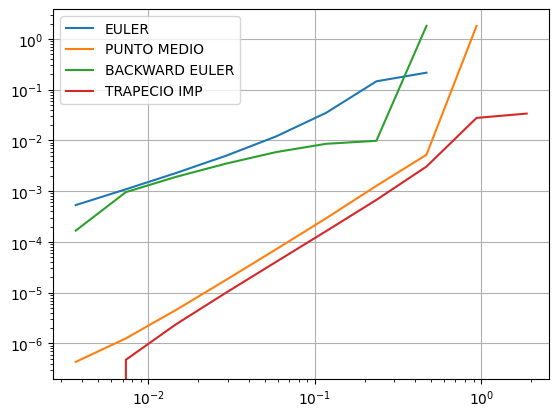 EULER
PUNTO MEDIO
BACKWARD EULER
TRAPECIO IMP
10⁰
10⁻¹
10⁻²
10⁻³
10⁻⁴
10⁻⁵
10⁻⁶
10⁻² 10⁻¹ 10⁰